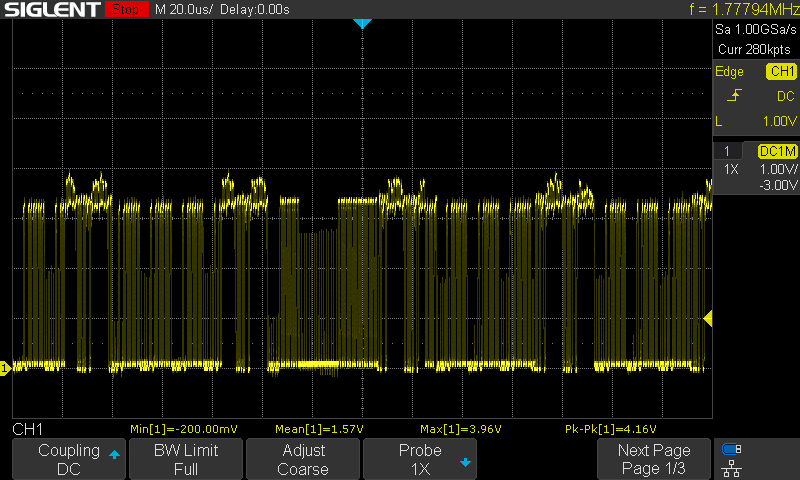 SIGLENT Stop M 20.0us/ Delay:0.00s f = 1.77794MHz
Sa 1.00GSa/s
Curr 280kpts
Edge CH1
DC
L 1.00V
1 DC1M
1X 1.00V/
-3.00V
1
CH1 Min[1]=-200.00mV Mean[1]=1.57V Max[1]=3.96V Pk-Pk[1]=4.16V
Coupling BW Limit Adjust Probe Next Page
DC Full Coarse 1X Page 1/3